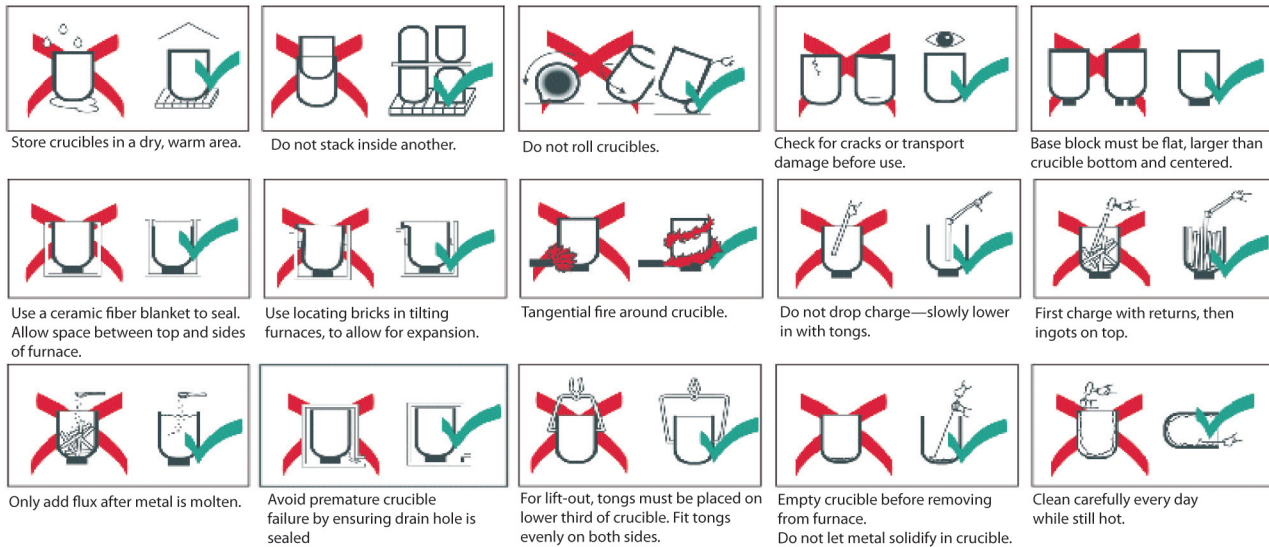 Store crucibles in a dry, warm area.
Do not stack inside another.
Do not roll crucibles.
Check for cracks or transport
damage before use.
Base block must be flat, larger than
crucible bottom and centered.
Use a ceramic fiber blanket to seal.
Allow space between top and sides
of furnace.
Use locating bricks in tilting
furnaces, to allow for expansion.
Tangential fire around crucible.
Do not drop charge—slowly lower
in with tongs.
First charge with returns, then
ingots on top.
Only add flux after metal is molten.
Avoid premature crucible
failure by ensuring drain hole is
sealed
For lift-out, tongs must be placed on
lower third of crucible. Fit tongs
evenly on both sides.
Empty crucible before removing
from furnace.
Do not let metal solidify in crucible.
Clean carefully every day
while still hot.